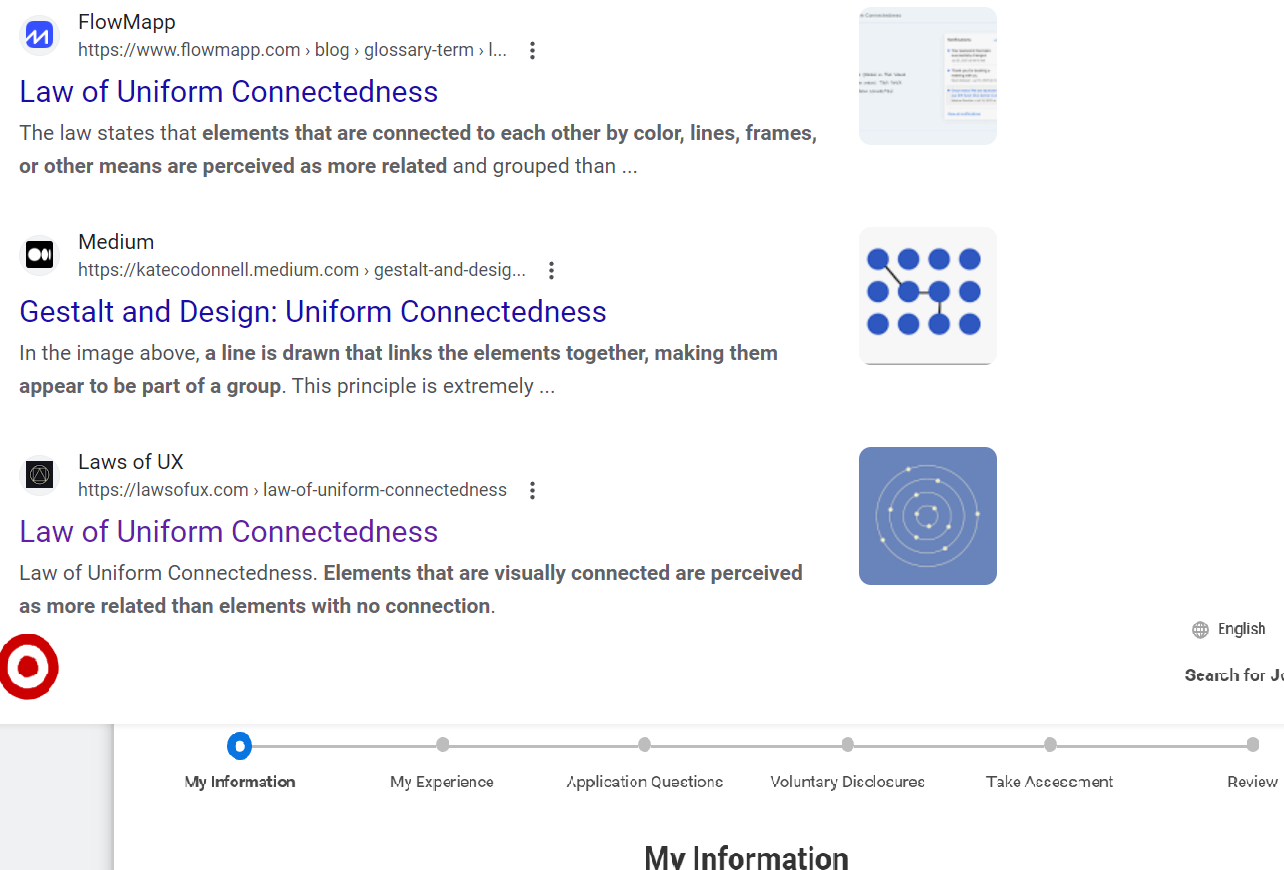 FlowMapp
https://www.flowmapp.com › blog › glossary-term › l...
Law of Uniform Connectedness
The law states that elements that are connected to each other by color, lines, frames,
or other means are perceived as more related and grouped than ...
Medium
https://katecodonnell.medium.com › gestalt-and-desig...
Gestalt and Design: Uniform Connectedness
In the image above, a line is drawn that links the elements together, making them
appear to be part of a group. This principle is extremely ...
Laws of UX
https://lawsofux.com › law-of-uniform-connectedness
Law of Uniform Connectedness
Law of Uniform Connectedness. Elements that are visually connected are perceived
as more related than elements with no connection.
English
Search for
My Information
My Experience
Application Questions
Voluntary Disclosures
Take Assessment
Review
My Information